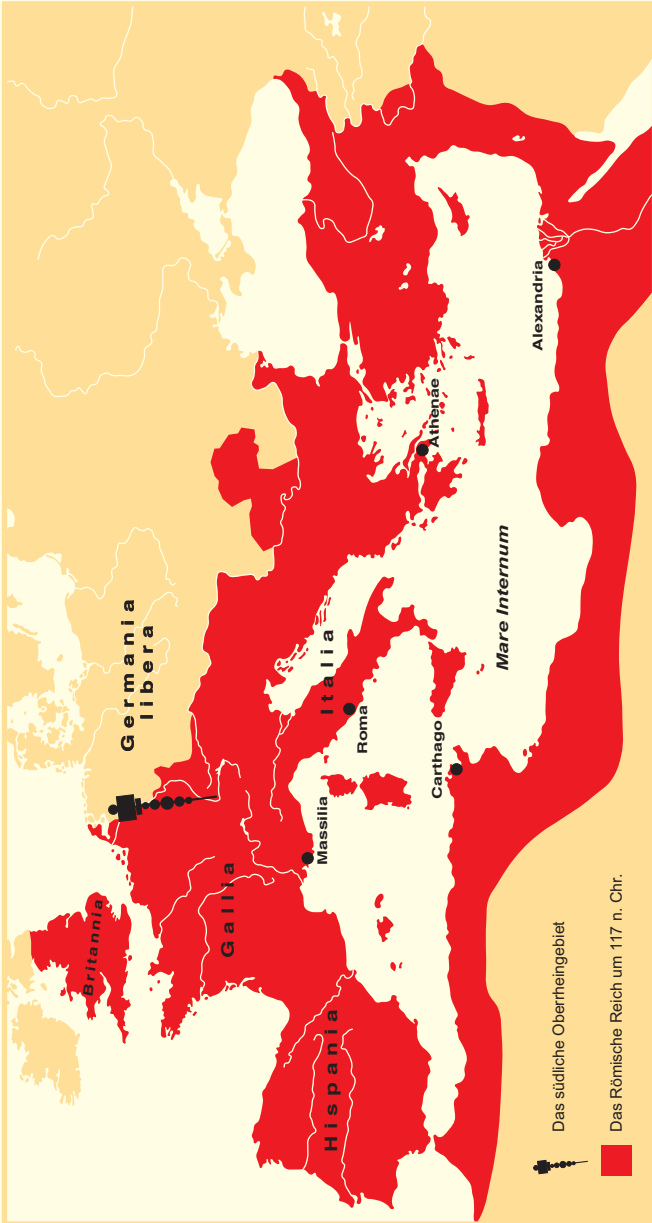 Germania
libera
Britannia
Gallia
Italia
Roma
Massilia
Hispania
Carthago
Athenae
Mare Internum
Alexandria
Das südliche Oberrheingebiet
Das Römische Reich um 117 n. Chr.